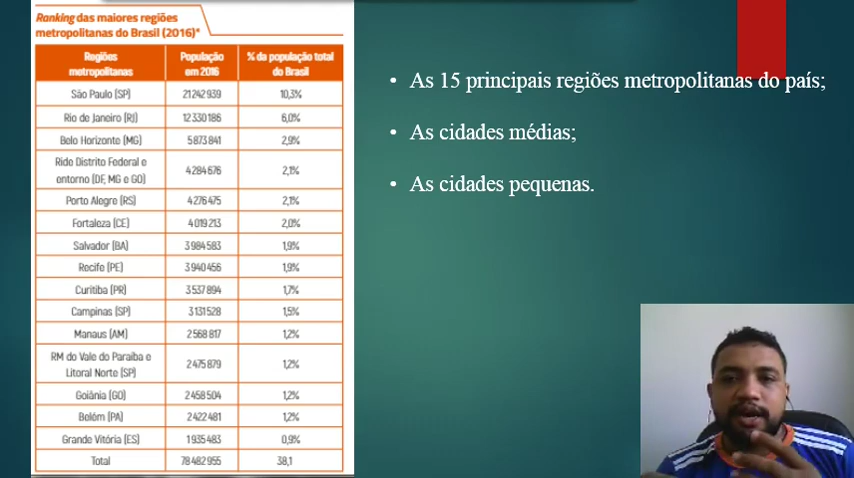 Ranking das maiores regiões
metropolitanas do Brasil (2016)*
Regiões metropolitanas População em 2016 % da população total do Brasil
São Paulo (SP) 21 242 939 10,3%
Rio de Janeiro (RJ) 12 330 186 6,0%
Belo Horizonte (MG) 5 873 841 2,9%
Ride Distrito Federal e entorno (DF, MG e GO) 4 284 676 2,1%
Porto Alegre (RS) 4 276 475 2,1%
Fortaleza (CE) 4 019 213 2,0%
Salvador (BA) 3 984 583 1,9%
Recife (PE) 3 940 456 1,9%
Curitiba (PR) 3 537 894 1,7%
Campinas (SP) 3 131 528 1,5%
Manaus (AM) 2 568 817 1,2%
RM do Vale do Paraíba e Litoral Norte (SP) 2 475 879 1,2%
Goiânia (GO) 2 458 504 1,2%
Belém (PA) 2 422 481 1,2%
Grande Vitória (ES) 1 935 483 0,9%
Total 78 482 955 38,1
• As 15 principais regiões metropolitanas do país;
• As cidades médias;
• As cidades pequenas.